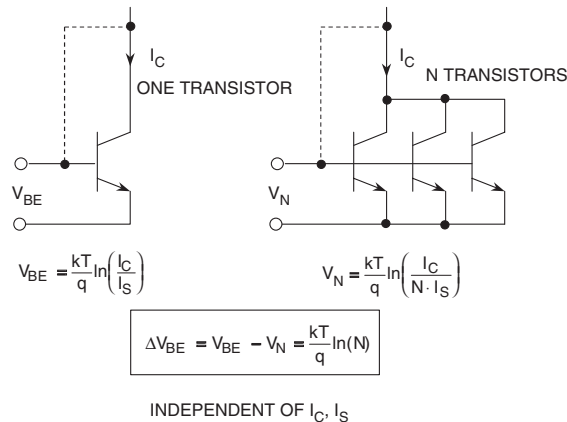 I_C
ONE TRANSISTOR
V_BE
V_BE = kT/q ln(I_C/I_S)
I_C
N TRANSISTORS
V_N
V_N = kT/q ln(I_C/N · I_S)
ΔV_BE = V_BE − V_N = kT/q ln(N)
INDEPENDENT OF I_C, I_S